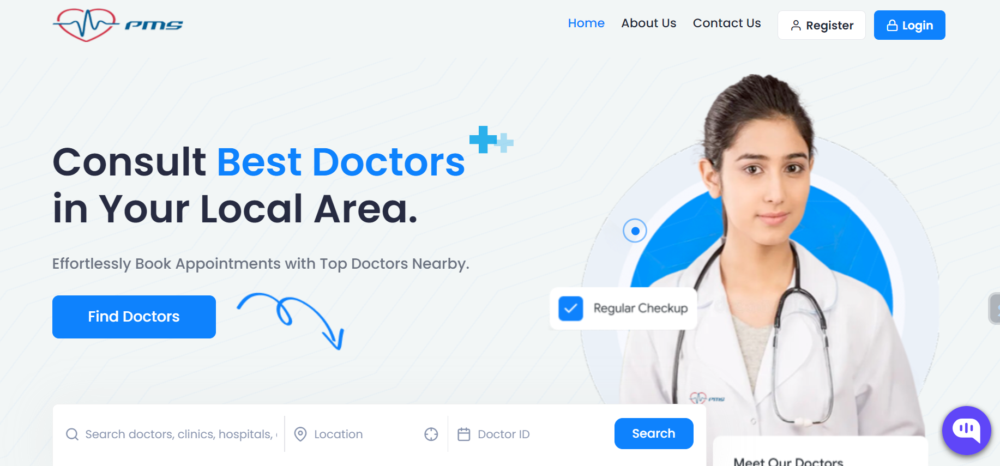 PMS
Home
About Us
Contact Us
Register
Login
Consult Best Doctors
in Your Local Area.
Effortlessly Book Appointments with Top Doctors Nearby.
Find Doctors
Regular Checkup
PMS
Search doctors, clinics, hospitals,
Location
Doctor ID
Search
Meet Our Doctors